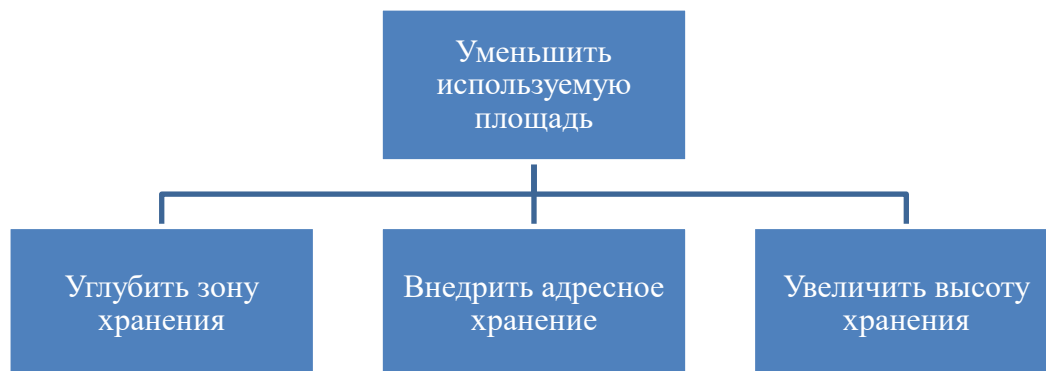 Уменьшить
используемую
площадь
Углубить зону
хранения
Внедрить адресное
хранение
Увеличить высоту
хранения